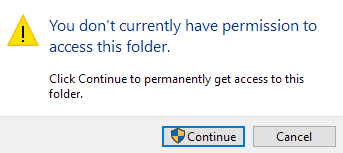 You don't currently have permission to
access this folder.
Click Continue to permanently get access to this
folder.
Continue
Cancel